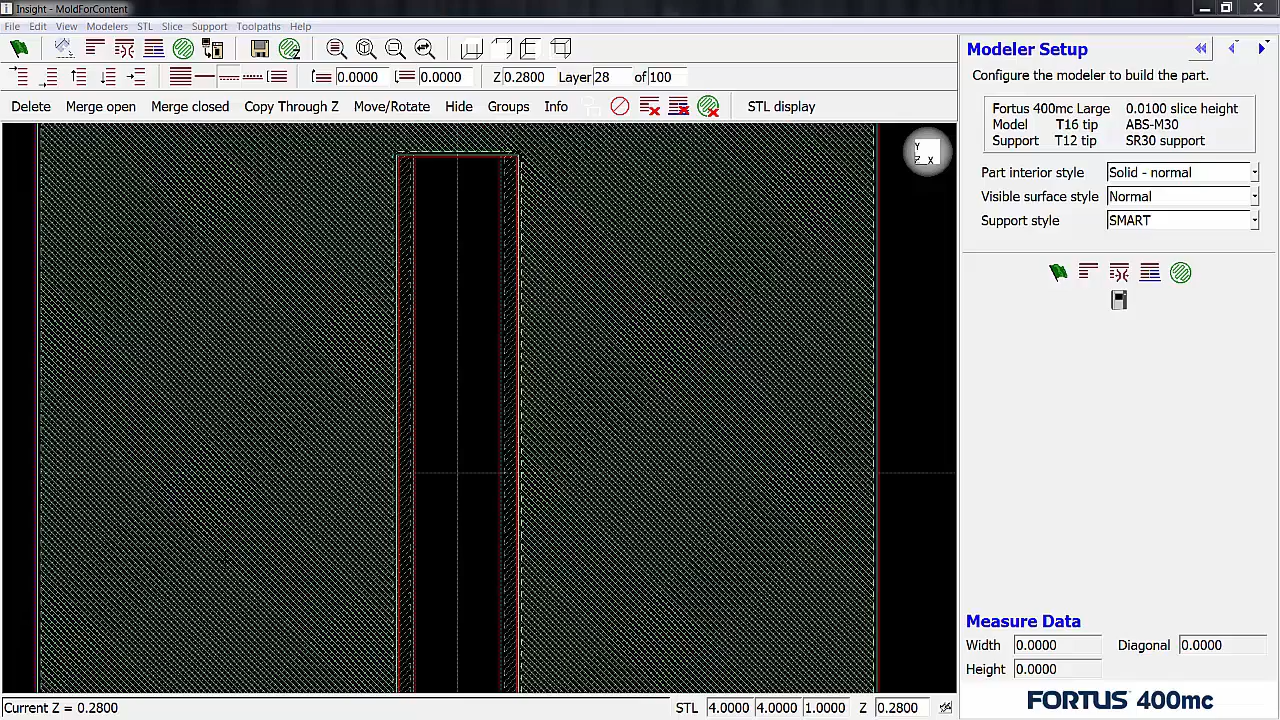 Insight - MoldForContent
File Edit View Modelers STL Slice Support Toolpaths Help
0.0000 0.0000 Z 0.2800 Layer 28 of 100
Delete Merge open Merge closed Copy Through Z Move/Rotate Hide Groups Info STL display
Y
Z X
Modeler Setup
Configure the modeler to build the part.
Fortus 400mc Large 0.0100 slice height
Model T16 tip ABS-M30
Support T12 tip SR30 support
Part interior style Solid - normal
Visible surface style Normal
Support style SMART
Measure Data
Width 0.0000 Diagonal 0.0000
Height 0.0000
FORTUS 400mc
Current Z = 0.2800 STL 4.0000 4.0000 1.0000 Z 0.2800